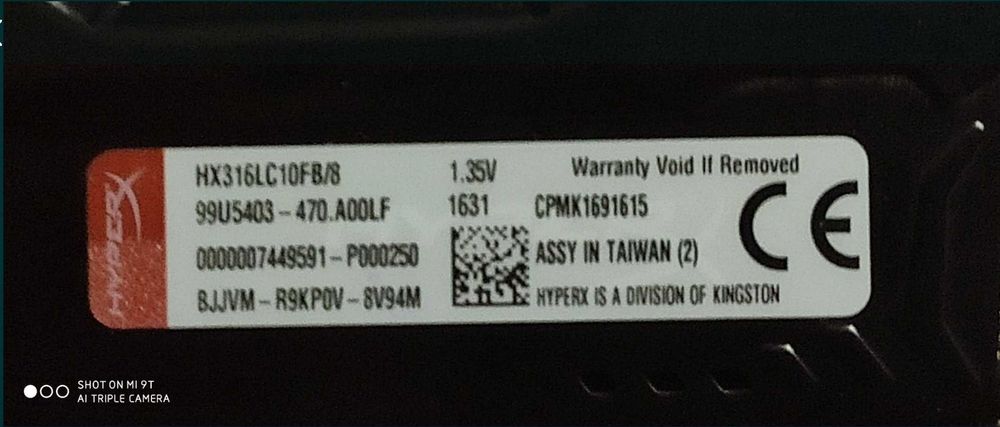 HYPERX
HX316LC10FB/8
99U5403-470.A00LF
0000007449591-P000250
BJJVM-R9KP0V-8V94M
1.35V
1631
Warranty Void If Removed
CPMK1691615
ASSY IN TAIWAN (2)
HYPERX IS A DIVISION OF KINGSTON
CE
SHOT ON MI 9T
AI TRIPLE CAMERA